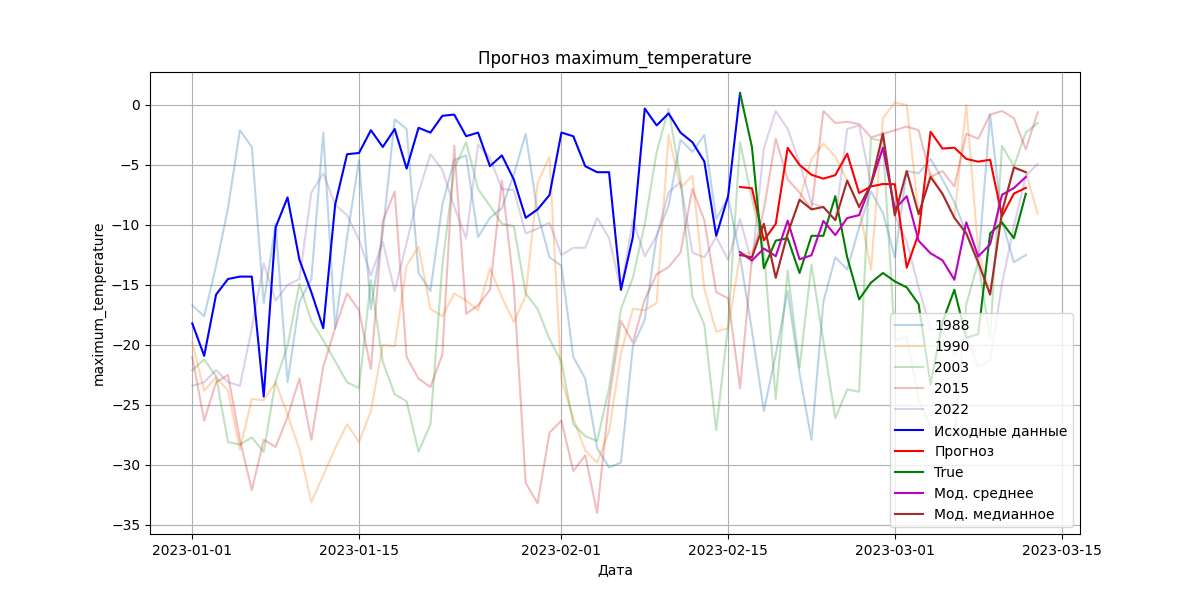 Прогноз maximum_temperature
maximum_temperature
0
−5
−10
−15
−20
−25
−30
−35
2023-01-01
2023-01-15
2023-02-01
2023-02-15
2023-03-01
2023-03-15
Дата
1988
1990
2003
2015
2022
Исходные данные
Прогноз
True
Мод. среднее
Мод. медианное